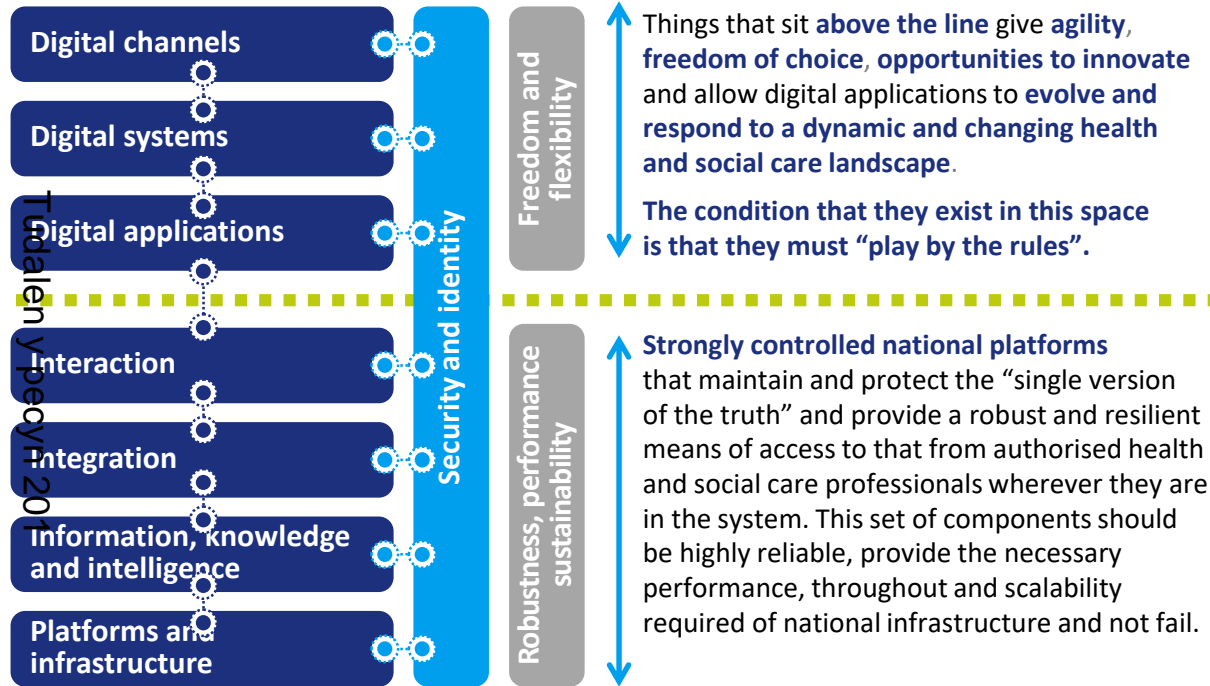 Digital channels
Digital systems
Digital applications
Interaction
Integration
Information, knowledge
and intelligence
Platforms and
infrastructure
Tudalen y pecyn 201
Security and identity
Freedom and
flexibility
Robustness, performance
sustainability
Things that sit above the line give agility,
freedom of choice, opportunities to innovate
and allow digital applications to evolve and
respond to a dynamic and changing health
and social care landscape.
The condition that they exist in this space
is that they must “play by the rules”.
Strongly controlled national platforms
that maintain and protect the “single version
of the truth” and provide a robust and resilient
means of access to that from authorised health
and social care professionals wherever they are
in the system. This set of components should
be highly reliable, provide the necessary
performance, throughout and scalability
required of national infrastructure and not fail.